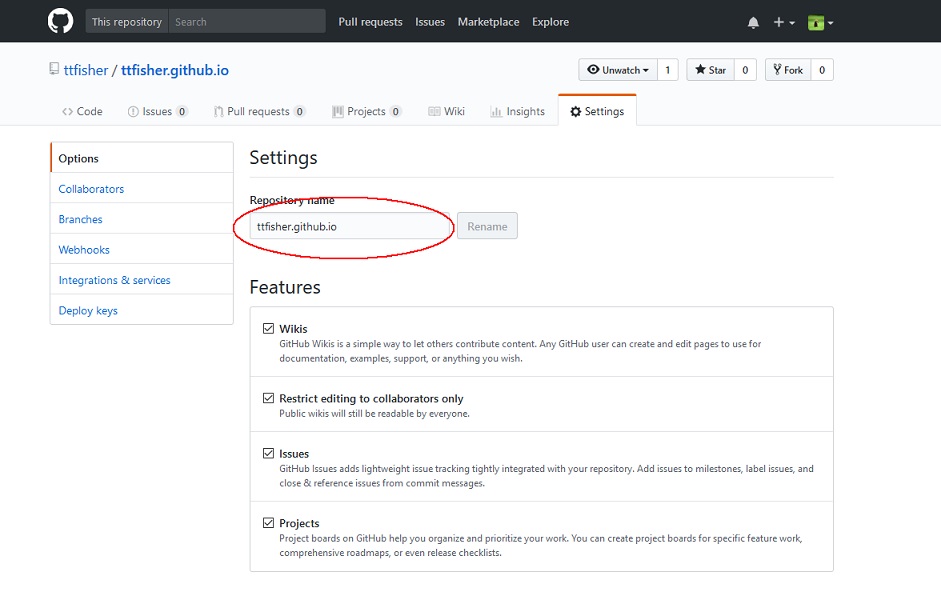 This repository Search Pull requests Issues Marketplace Explore
ttfisher / ttfisher.github.io Unwatch 1 Star 0 Fork 0
Code Issues 0 Pull requests 0 Projects 0 Wiki Insights Settings
Options
Collaborators
Branches
Webhooks
Integrations & services
Deploy keys
Settings
Repository name
ttfisher.github.io Rename
Features
Wikis
GitHub Wikis is a simple way to let others contribute content. Any GitHub user can create and edit pages to use for
documentation, examples, support, or anything you wish.
Restrict editing to collaborators only
Public wikis will still be readable by everyone.
Issues
GitHub Issues adds lightweight issue tracking tightly integrated with your repository. Add issues to milestones, label issues, and
close & reference issues from commit messages.
Projects
Project boards on GitHub help you organize and prioritize your work. You can create project boards for specific feature work,
comprehensive roadmaps, or even release checklists.